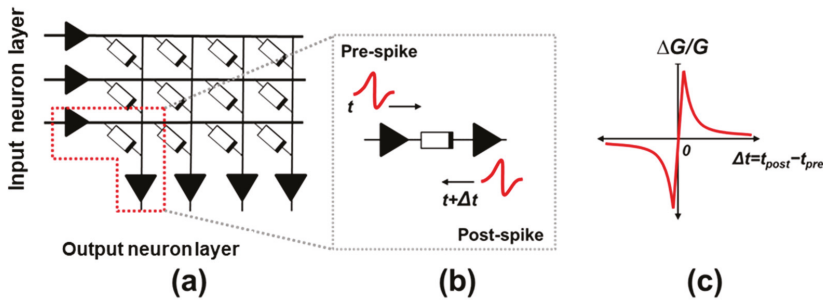 Input neuron layer
Output neuron layer
(a)
Pre-spike
t
t+Δt
Post-spike
(b)
ΔG/G
0
Δt=tpost−tpre
(c)